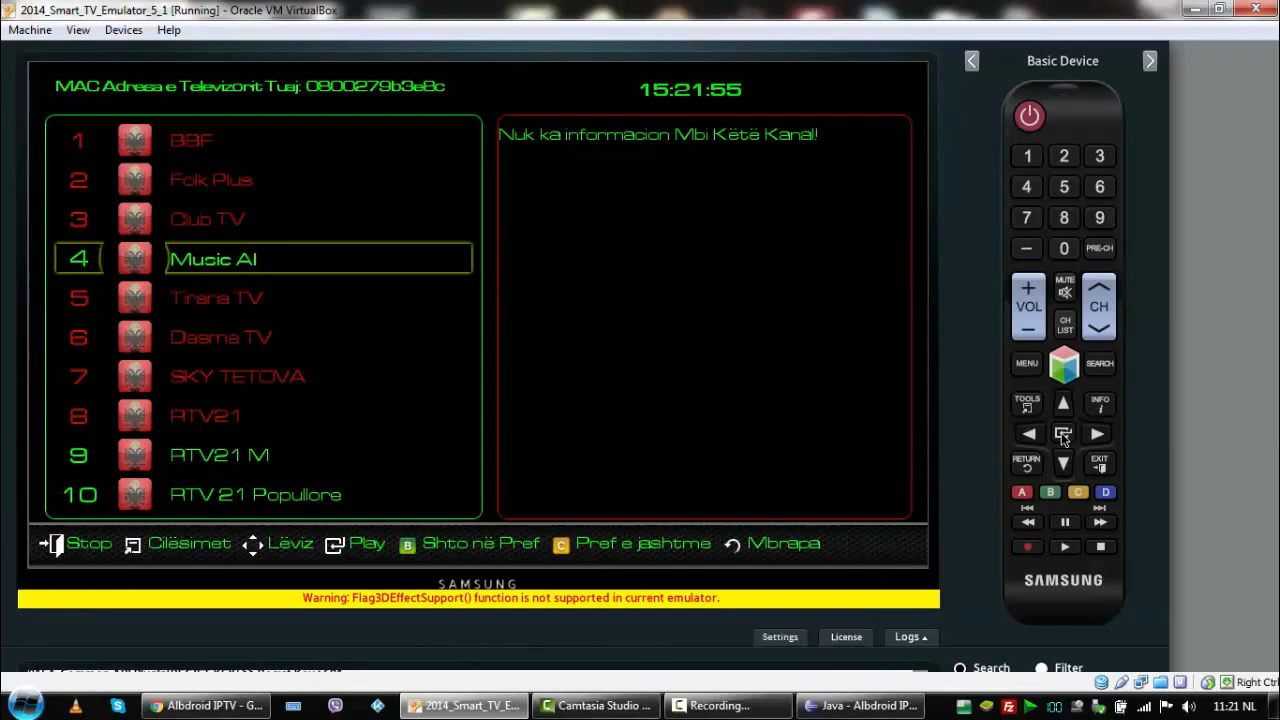 2014_Smart_TV_Emulator_5_1 [Running] - Oracle VM VirtualBox
Machine View Devices Help
MAC Adresa e Televizorit Tuaj: 0800279b3e8c
15:21:55
1 BBF
2 Folk Plus
3 Club TV
4 Music Al
5 Tirana TV
6 Dasma TV
7 SKY TETOVA
8 RTV21
9 RTV21 M
10 RTV 21 Popullore
Nuk ka informacion Mbi Këtë Kanal!
Stop Cilësimet Lëviz Play B Shto në Pref C Pref e jashtme Mbrapa
SAMSUNG
Warning: Flag3DEffectSupport() function is not supported in current emulator.
Settings License Logs
Search Filter
Basic Device
1 2 3
4 5 6
7 8 9
– 0 PRE-CH
+ VOL –
MUTE
CH LIST
CH
MENU SEARCH
TOOLS INFO
RETURN EXIT
A B C D
SAMSUNG
Right Ctrl
Albdroid IPTV - G...
2014_Smart_TV_E...
Camtasia Studio ...
Recording...
Java - Albdroid IP...
11:21 NL